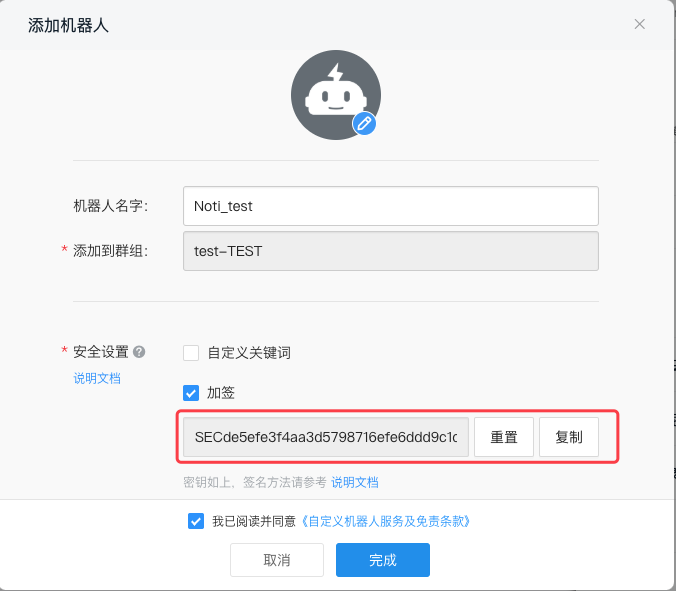 添加机器人
机器人名字: Noti_test
* 添加到群组: test-TEST
* 安全设置 ? 自定义关键词
说明文档
加签
SECde5efe3f4aa3d5798716efe6ddd9c1c 重置 复制
密钥如上，签名方法请参考 说明文档
我已阅读并同意《自定义机器人服务及免责条款》
取消 完成